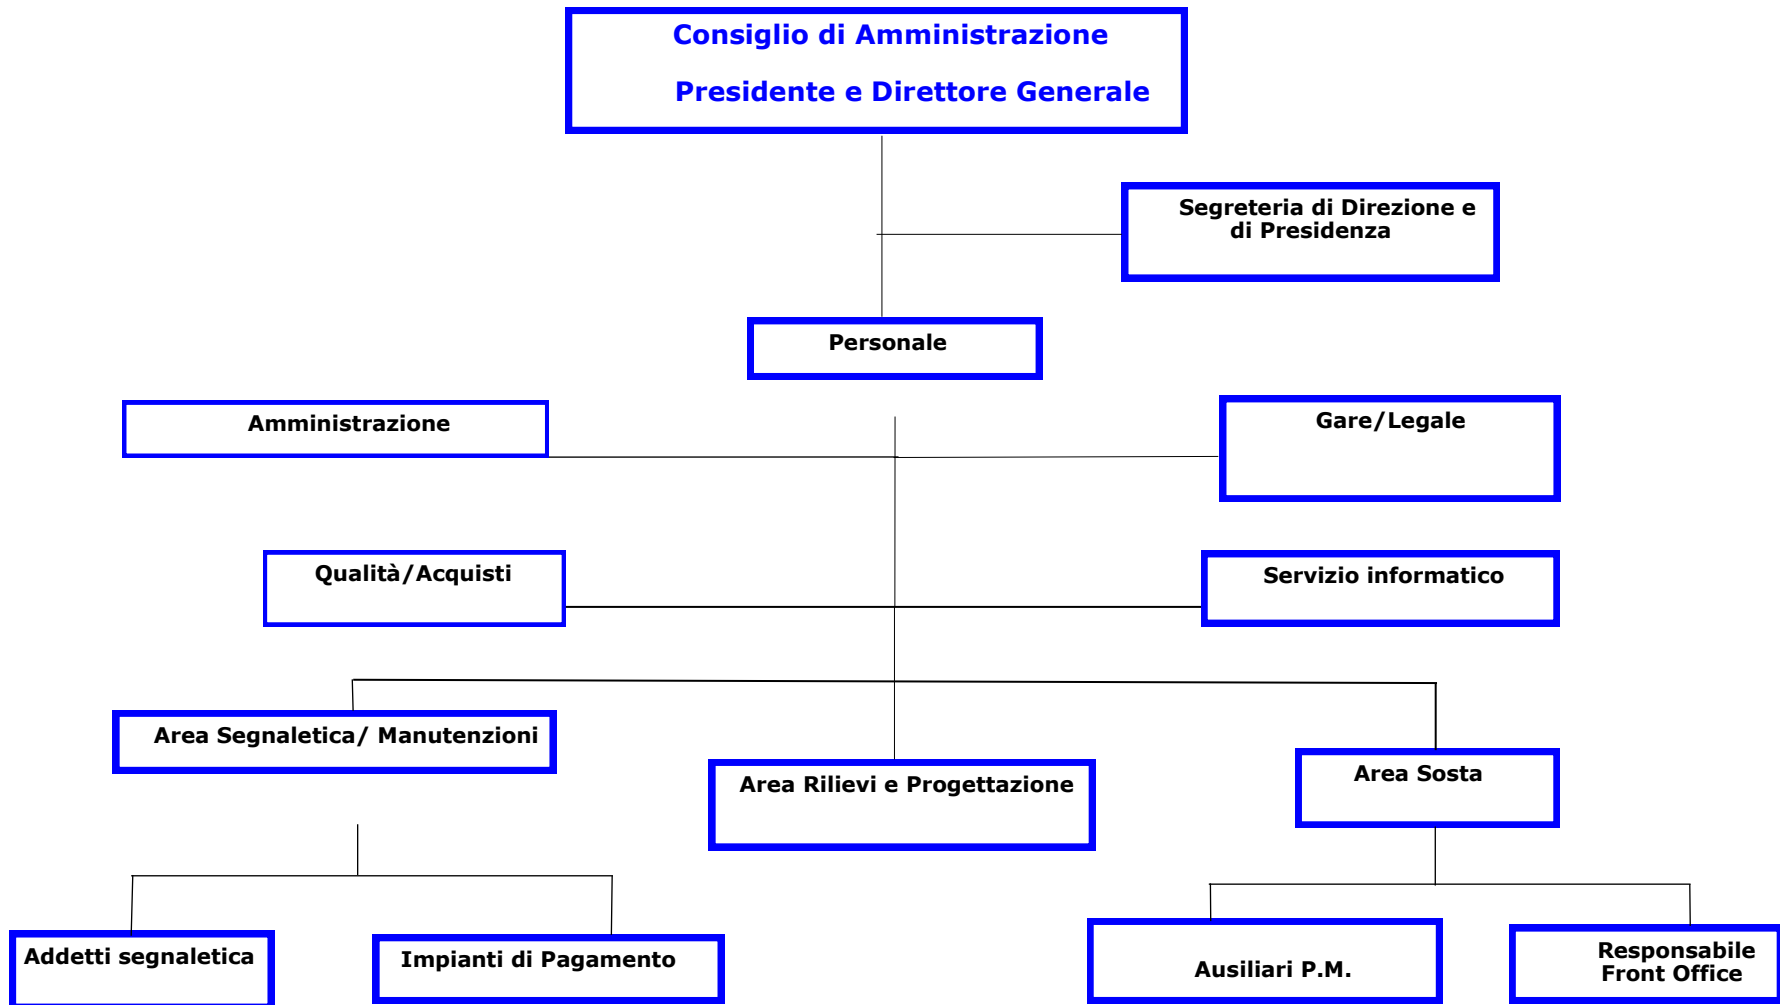 Consiglio di Amministrazione
Presidente e Direttore Generale
Segreteria di Direzione e
di Presidenza
Personale
Amministrazione
Gare/Legale
Qualità/Acquisti
Servizio informatico
Area Segnaletica/ Manutenzioni
Area Rilievi e Progettazione
Area Sosta
Addetti segnaletica
Impianti di Pagamento
Ausiliari P.M.
Responsabile
Front Office